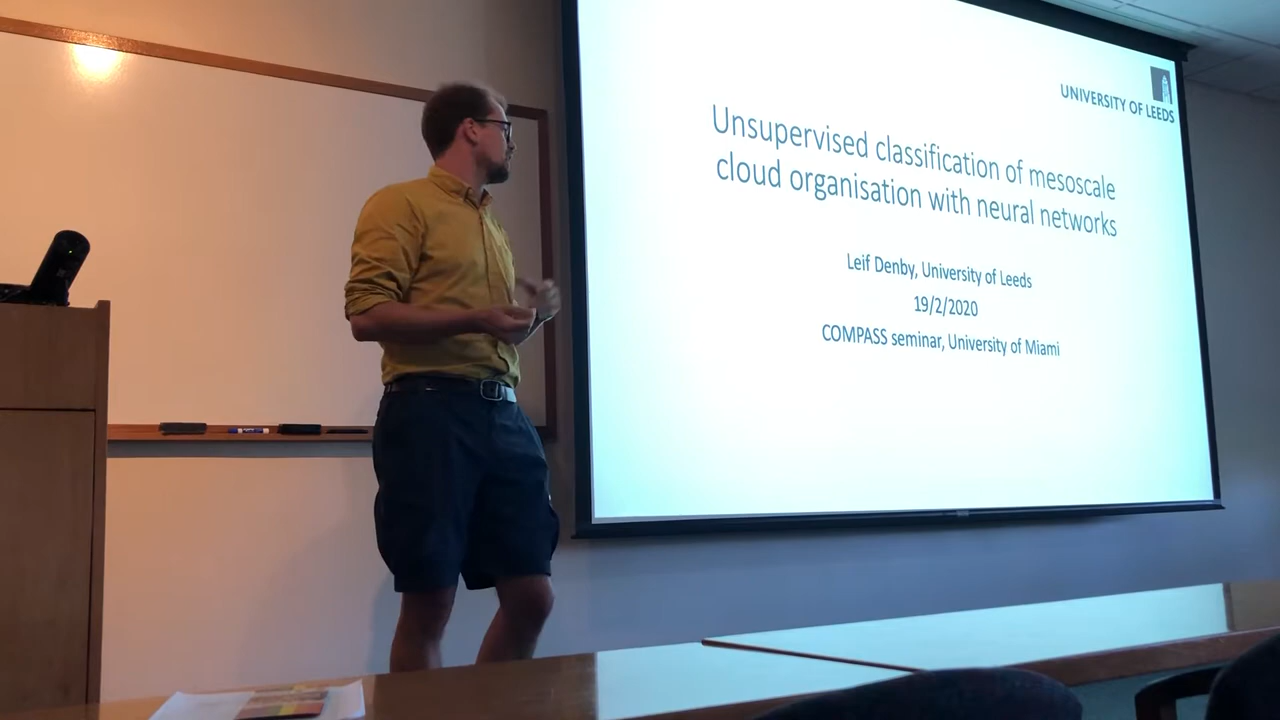 UNIVERSITY OF LEEDS
Unsupervised classification of mesoscale
cloud organisation with neural networks
Leif Denby, University of Leeds
19/2/2020
COMPASS seminar, University of Miami